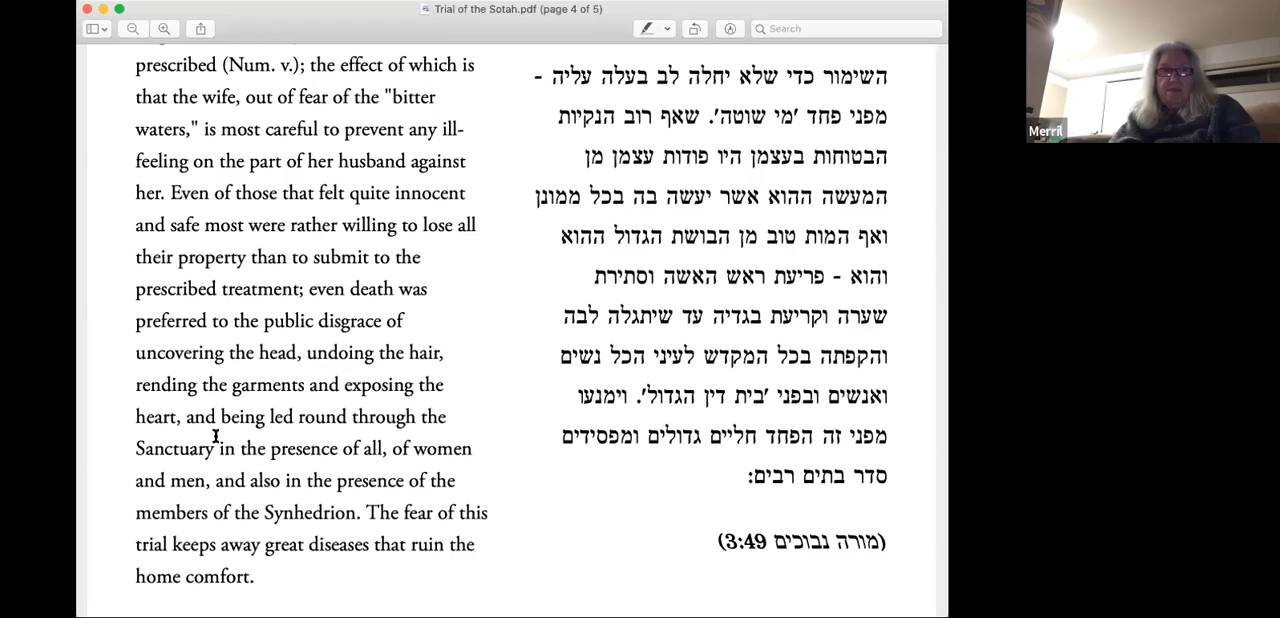 Trial of the Sotah.pdf (page 4 of 5)
Search
prescribed (Num. v.); the effect of which is
that the wife, out of fear of the "bitter
waters," is most careful to prevent any ill-
feeling on the part of her husband against
her. Even of those that felt quite innocent
and safe most were rather willing to lose all
their property than to submit to the
prescribed treatment; even death was
preferred to the public disgrace of
uncovering the head, undoing the hair,
rending the garments and exposing the
heart, and being led round through the
Sanctuary in the presence of all, of women
and men, and also in the presence of the
members of the Synhedrion. The fear of this
trial keeps away great diseases that ruin the
home comfort.
השימור כדי שלא יחלה לב בעלה עליה -
מפני פחד 'מי שוטה'. שאף רוב הנקיות
הבטוחות בעצמן היו פודות עצמן מן
המעשה ההוא אשר יעשה בה בכל ממונן
ואף המות טוב מן הבושת הגדול ההוא
והוא - פריעת ראש האשה וסתירת
שערה וקריעת בגדיה עד שיתגלה לבה
והקפתה בכל המקדש לעיני הכל נשים
ואנשים ובפני 'בית דין הגדול'. וימנעו
מפני זה הפחד חליים גדולים ומפסידים
סדר בתים רבים:
(מורה נבוכים 3:49)
Merril